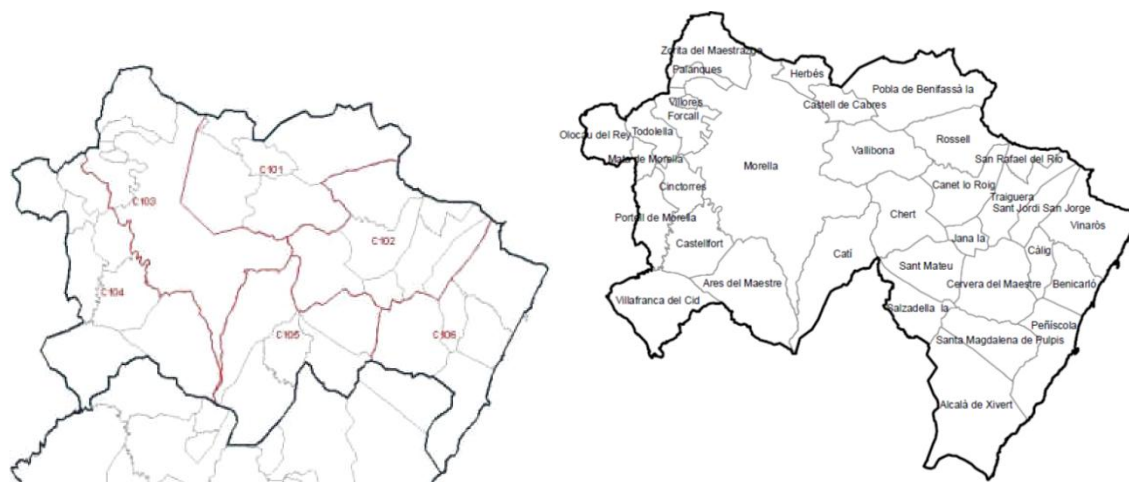 C101
C103
C102
C104
C105
C106
Zorita del Maestrazgo
Palanques
Herbés
Pobla de Benifassà la
Villores
Castell de Cabres
Forcall
Olocau del Rey
Todolella
Rossell
Vallibona
Mata de Morella
Morella
San Rafael del Río
Cinctorres
Canet lo Roig
Traiguera
Portell de Morella
Chert
Sant Jordi San Jorge
Vinaròs
Castellfort
Jana la
Catí
Càlig
Sant Mateu
Ares del Maestre
Cervera del Maestre
Benicarló
Villafranca del Cid
Salzadella la
Peñíscola
Santa Magdalena de Pulpis
Alcalà de Xivert